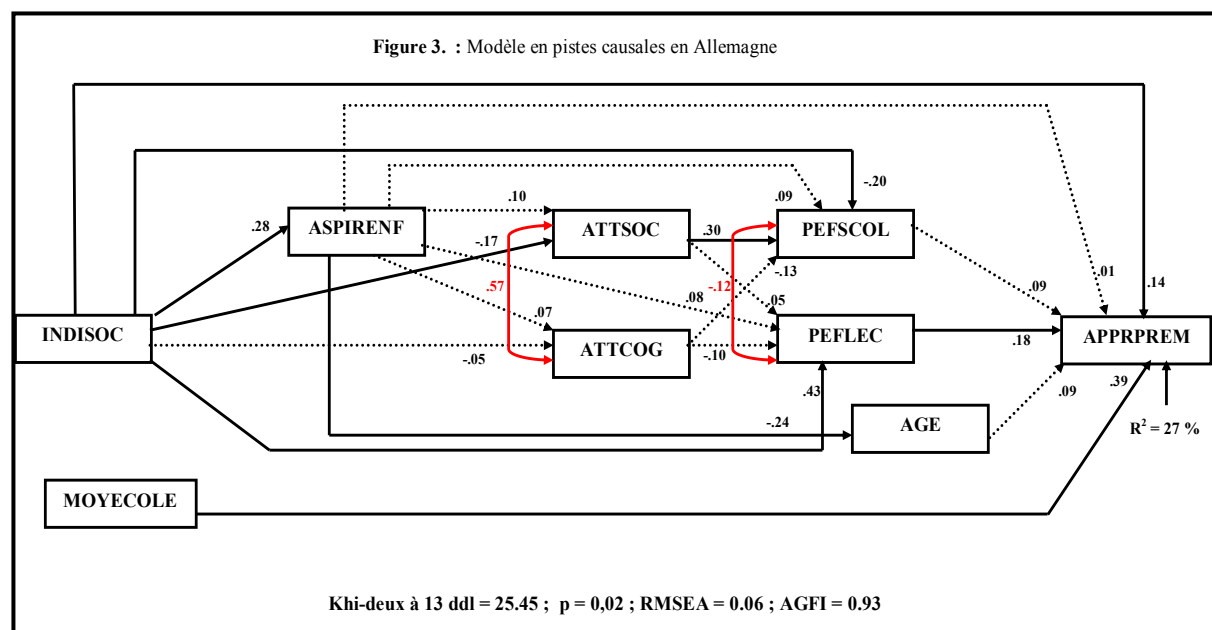 Figure 3. : Modèle en pistes causales en Allemagne
-.20
.10
.09
.28
ASPIRENF
ATTSOC
.30
PEFSCOL
-.17
-.13
.57
-.12
.01
.08
.05
.09
.14
.07
INDISOC
ATTCOG
PEFLEC
APPRPREM
-.05
-.10
.18
.43
.39
.09
-.24
AGE
R² = 27 %
MOYECOLE
Khi-deux à 13 ddl = 25.45 ; p = 0,02 ; RMSEA = 0.06 ; AGFI = 0.93